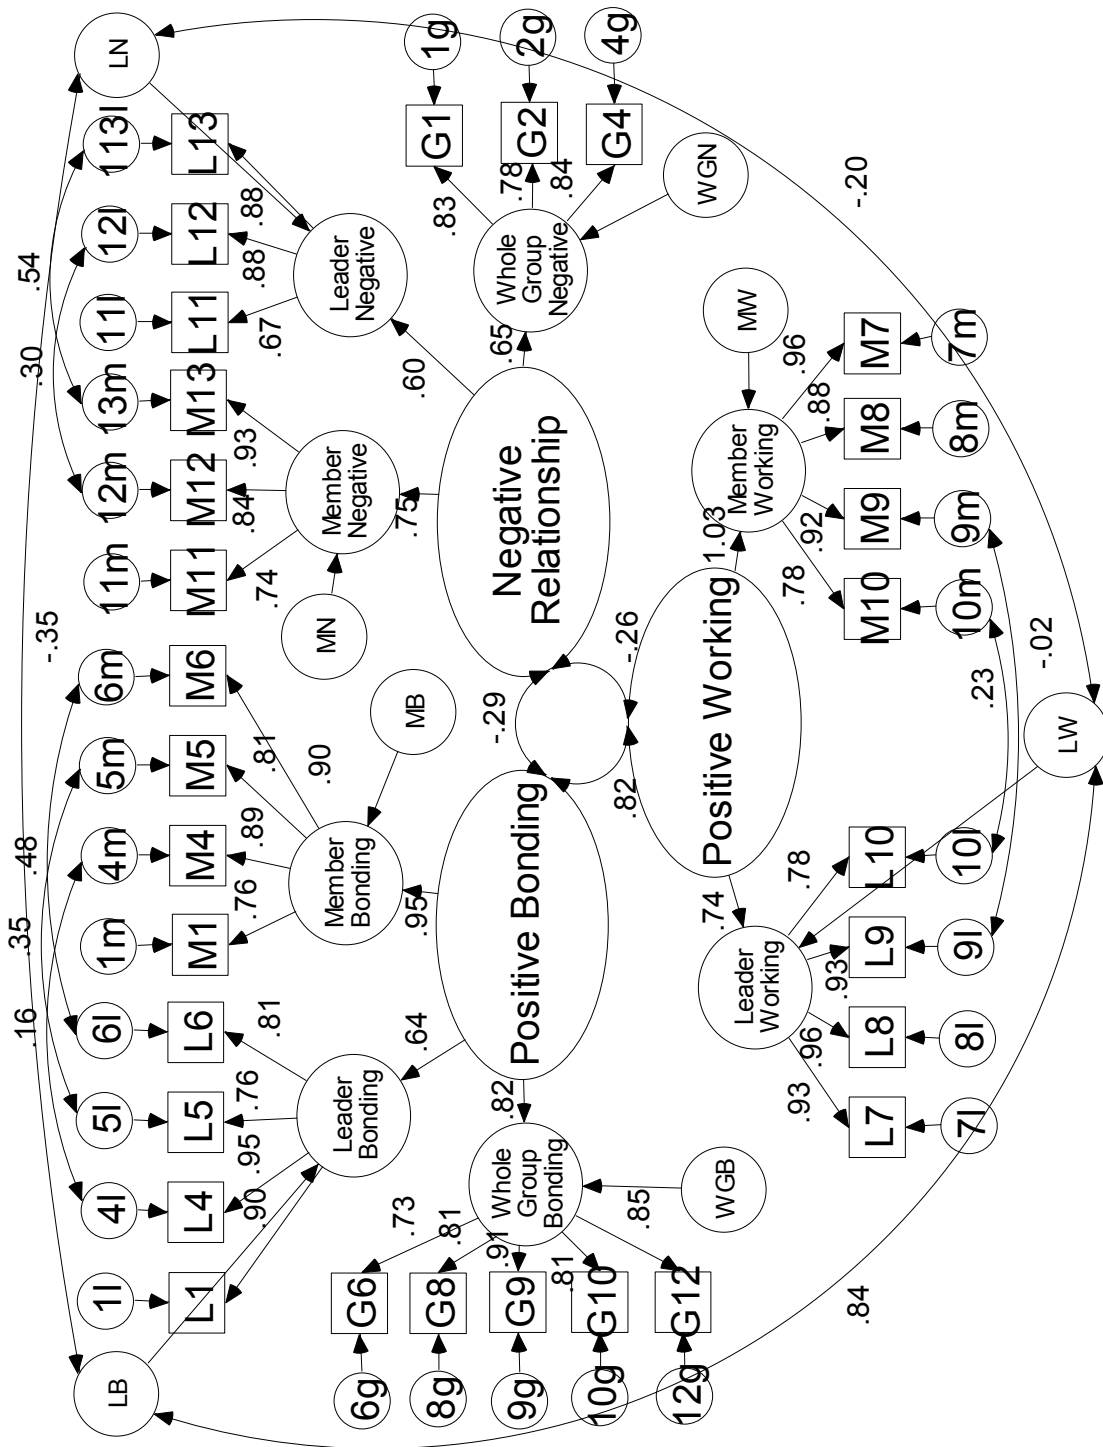 .16
.35
.48
-.35
.30
.54
LB
1l
4l
5l
6l
1m
4m
5m
6m
11m
12m
13m
11l
12l
113l
LN
L1
L4
L5
L6
M1
M4
M5
M6
M11
M12
M13
L11
L12
L13
.90
.95
.76
.81
.76
.89
.81
.90
.74
.84
.93
.67
.88
.88
Leader
Bonding
Member
Bonding
MB
MN
Member
Negative
Leader
Negative
.64
.95
.75
.60
6g
8g
9g
10g
12g
G6
G8
G9
G10
G12
.73
.81
.91
.81
.85
Whole
Group
Bonding
WGB
.82
Positive Bonding
Negative
Relationship
-.29
.65
Whole
Group
Negative
WGN
.83
.78
.84
G1
G2
G4
1g
2g
4g
.82
-.26
Positive Working
.74
1.03
Leader
Working
Member
Working
MW
.93
.96
.93
.78
.78
.92
.88
.96
L7
L8
L9
L10
M10
M9
M8
M7
7l
8l
9l
10l
10m
9m
8m
7m
.23
-.02
LW
.84
-.20